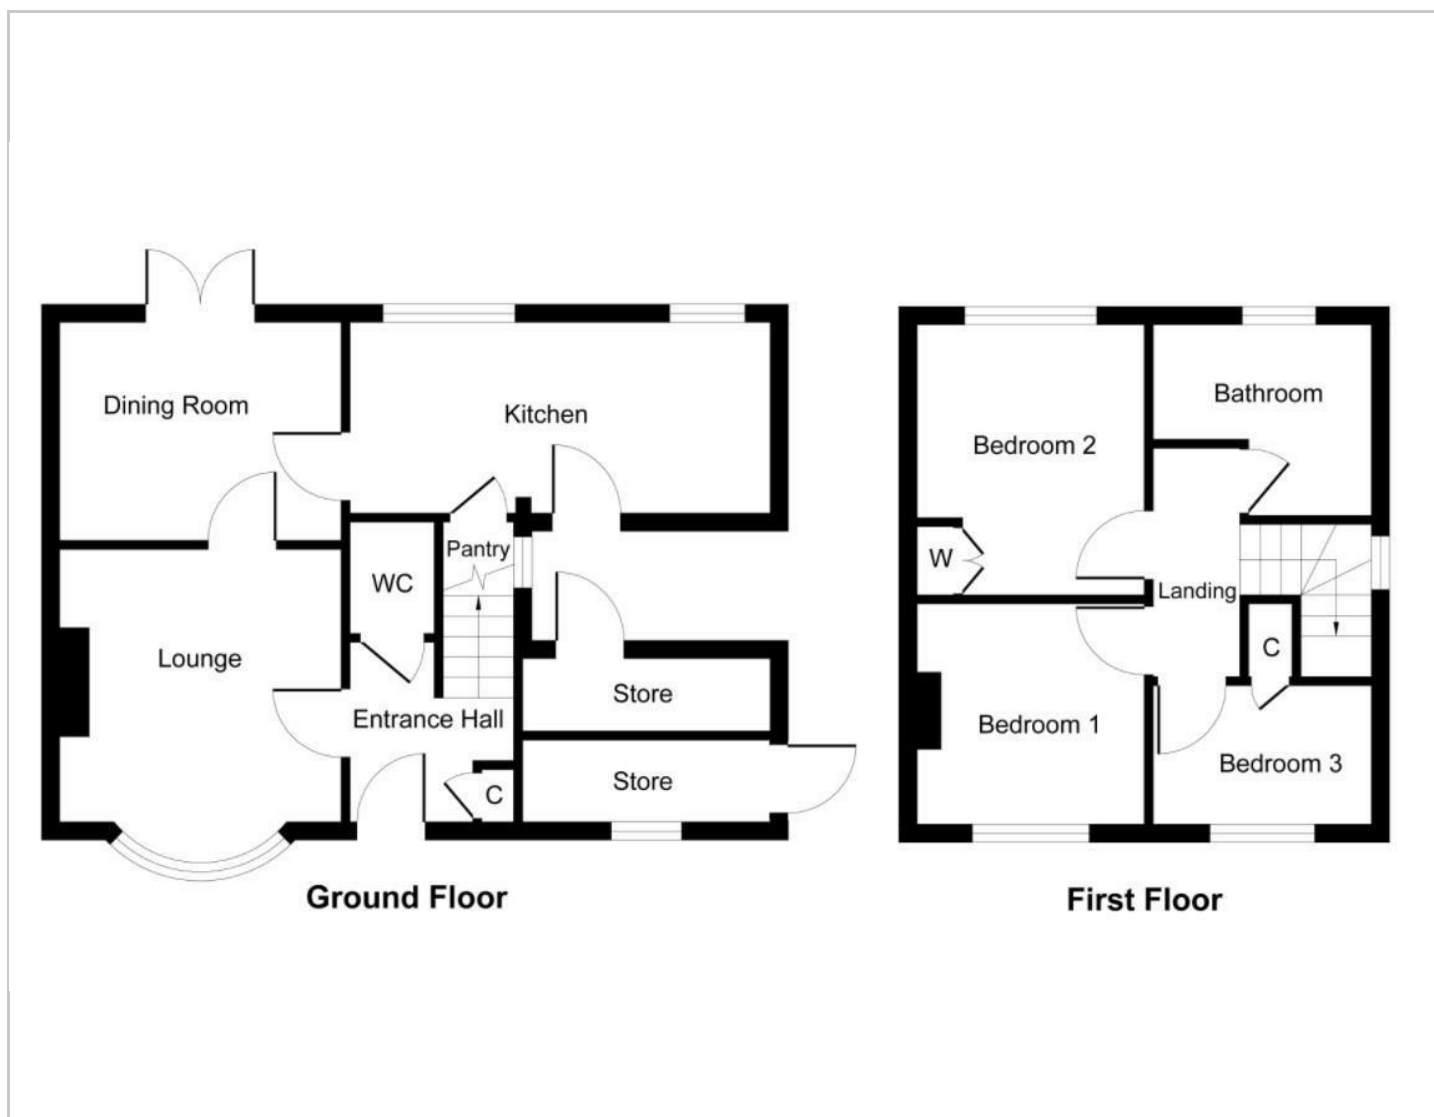 Dining Room
Kitchen
Pantry
WC
Lounge
Entrance Hall
Store
Store
C
Ground Floor
Bathroom
Bedroom 2
W
Landing
C
Bedroom 1
Bedroom 3
First Floor